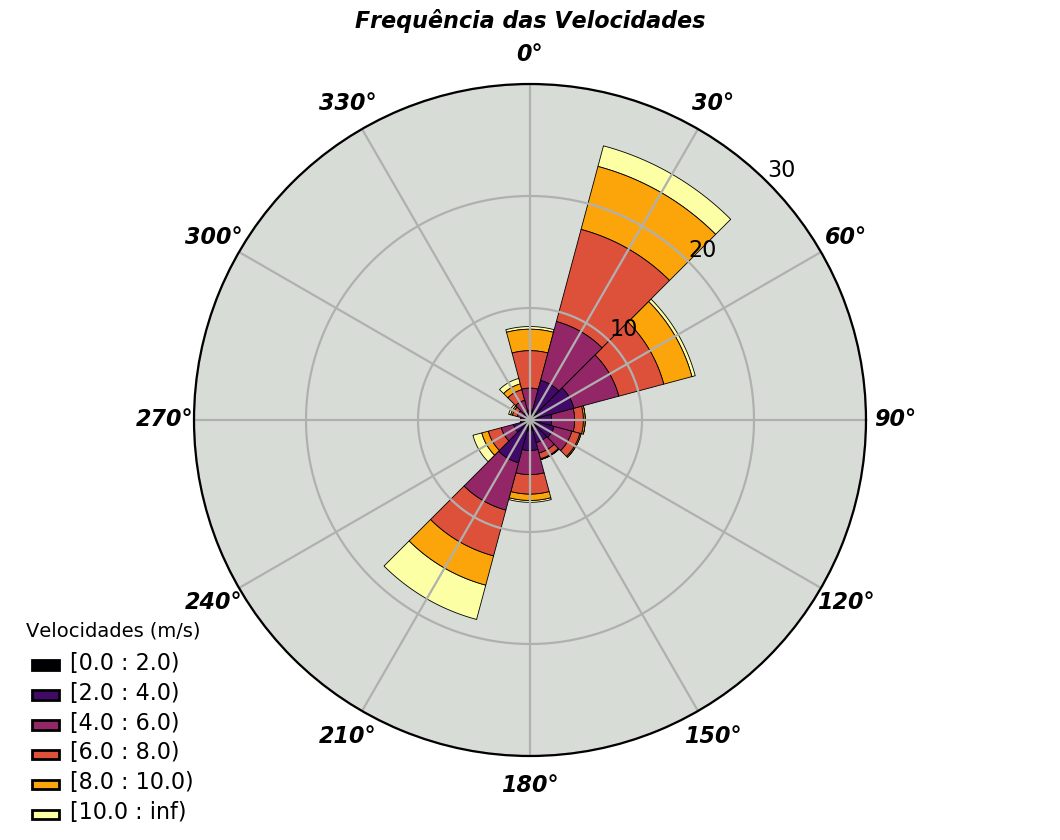 Frequência das Velocidades
0°
330°
30°
30
300°
60°
20
10
270°
90°
240°
120°
210°
150°
180°
Velocidades (m/s)
[0.0 : 2.0)
[2.0 : 4.0)
[4.0 : 6.0)
[6.0 : 8.0)
[8.0 : 10.0)
[10.0 : inf)